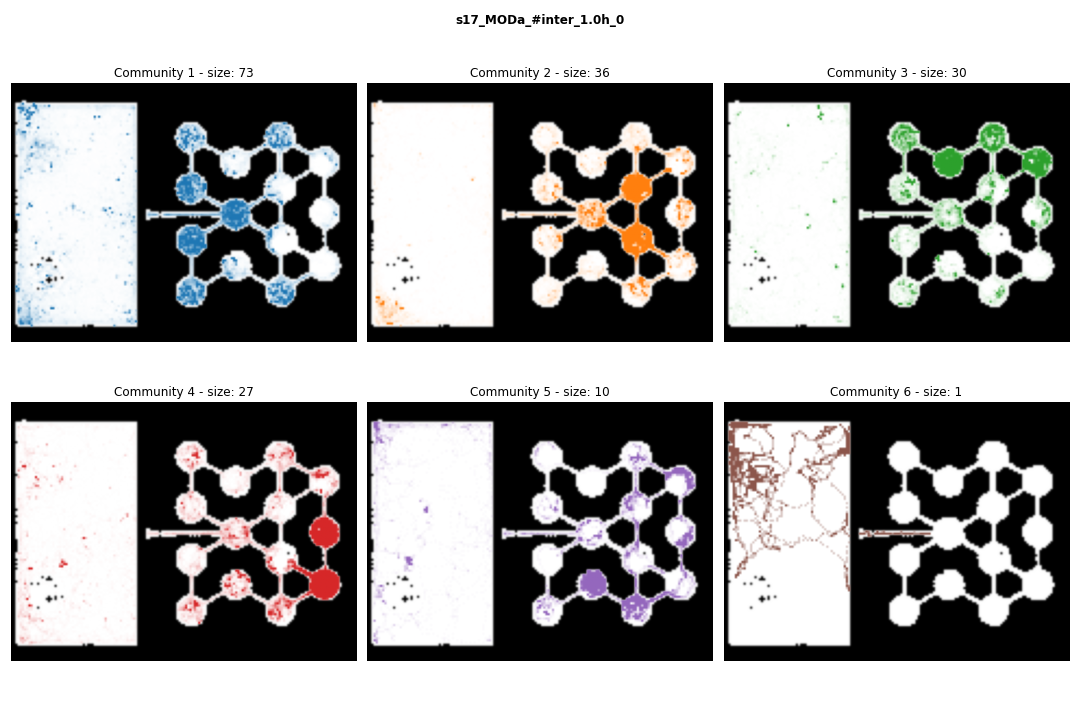 s17_MODa_#inter_1.0h_0
Community 1 - size: 73
Community 2 - size: 36
Community 3 - size: 30
Community 4 - size: 27
Community 5 - size: 10
Community 6 - size: 1